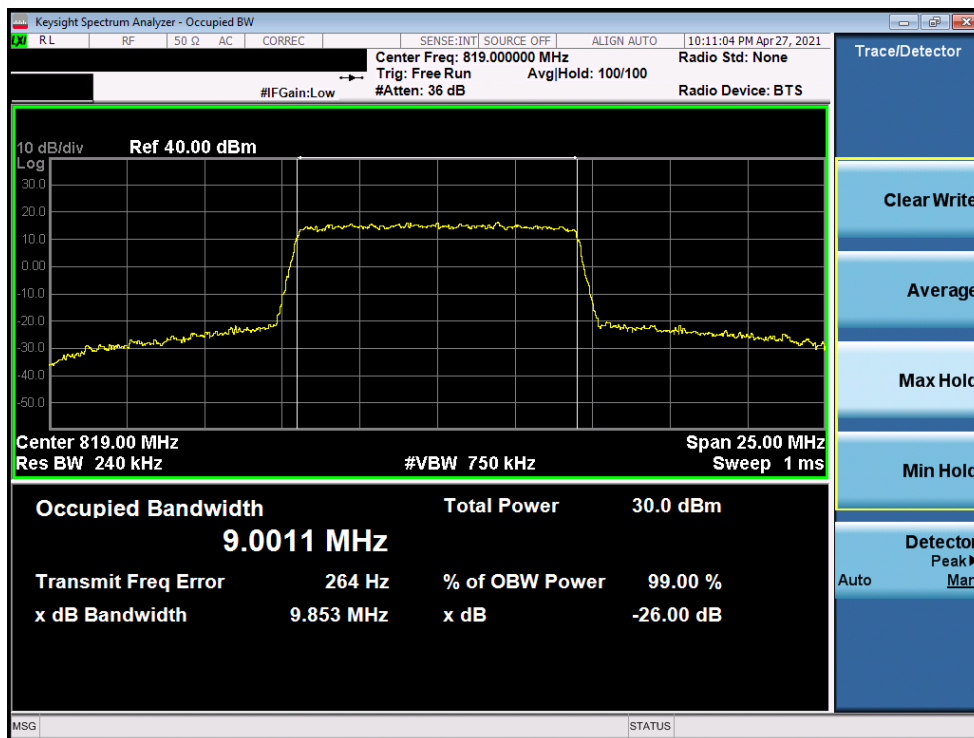 Keysight Spectrum Analyzer - Occupied BW
LXI RL RF 50 Ω AC CORREC SENSE:INT SOURCE OFF ALIGN AUTO 10:11:04 PM Apr 27, 2021
Center Freq: 819.000000 MHz Radio Std: None
Trig: Free Run Avg|Hold: 100/100
#IFGain:Low #Atten: 36 dB Radio Device: BTS
Trace/Detector
10 dB/div Ref 40.00 dBm
Log
30.0
20.0
10.0
0.00
-10.0
-20.0
-30.0
-40.0
-50.0
Center 819.00 MHz Span 25.00 MHz
Res BW 240 kHz #VBW 750 kHz Sweep 1 ms
Occupied Bandwidth Total Power 30.0 dBm
9.0011 MHz
Transmit Freq Error 264 Hz % of OBW Power 99.00 %
x dB Bandwidth 9.853 MHz x dB -26.00 dB
Clear Write
Average
Max Hold
Min Hold
Detector
Peak
Auto Man
MSG STATUS